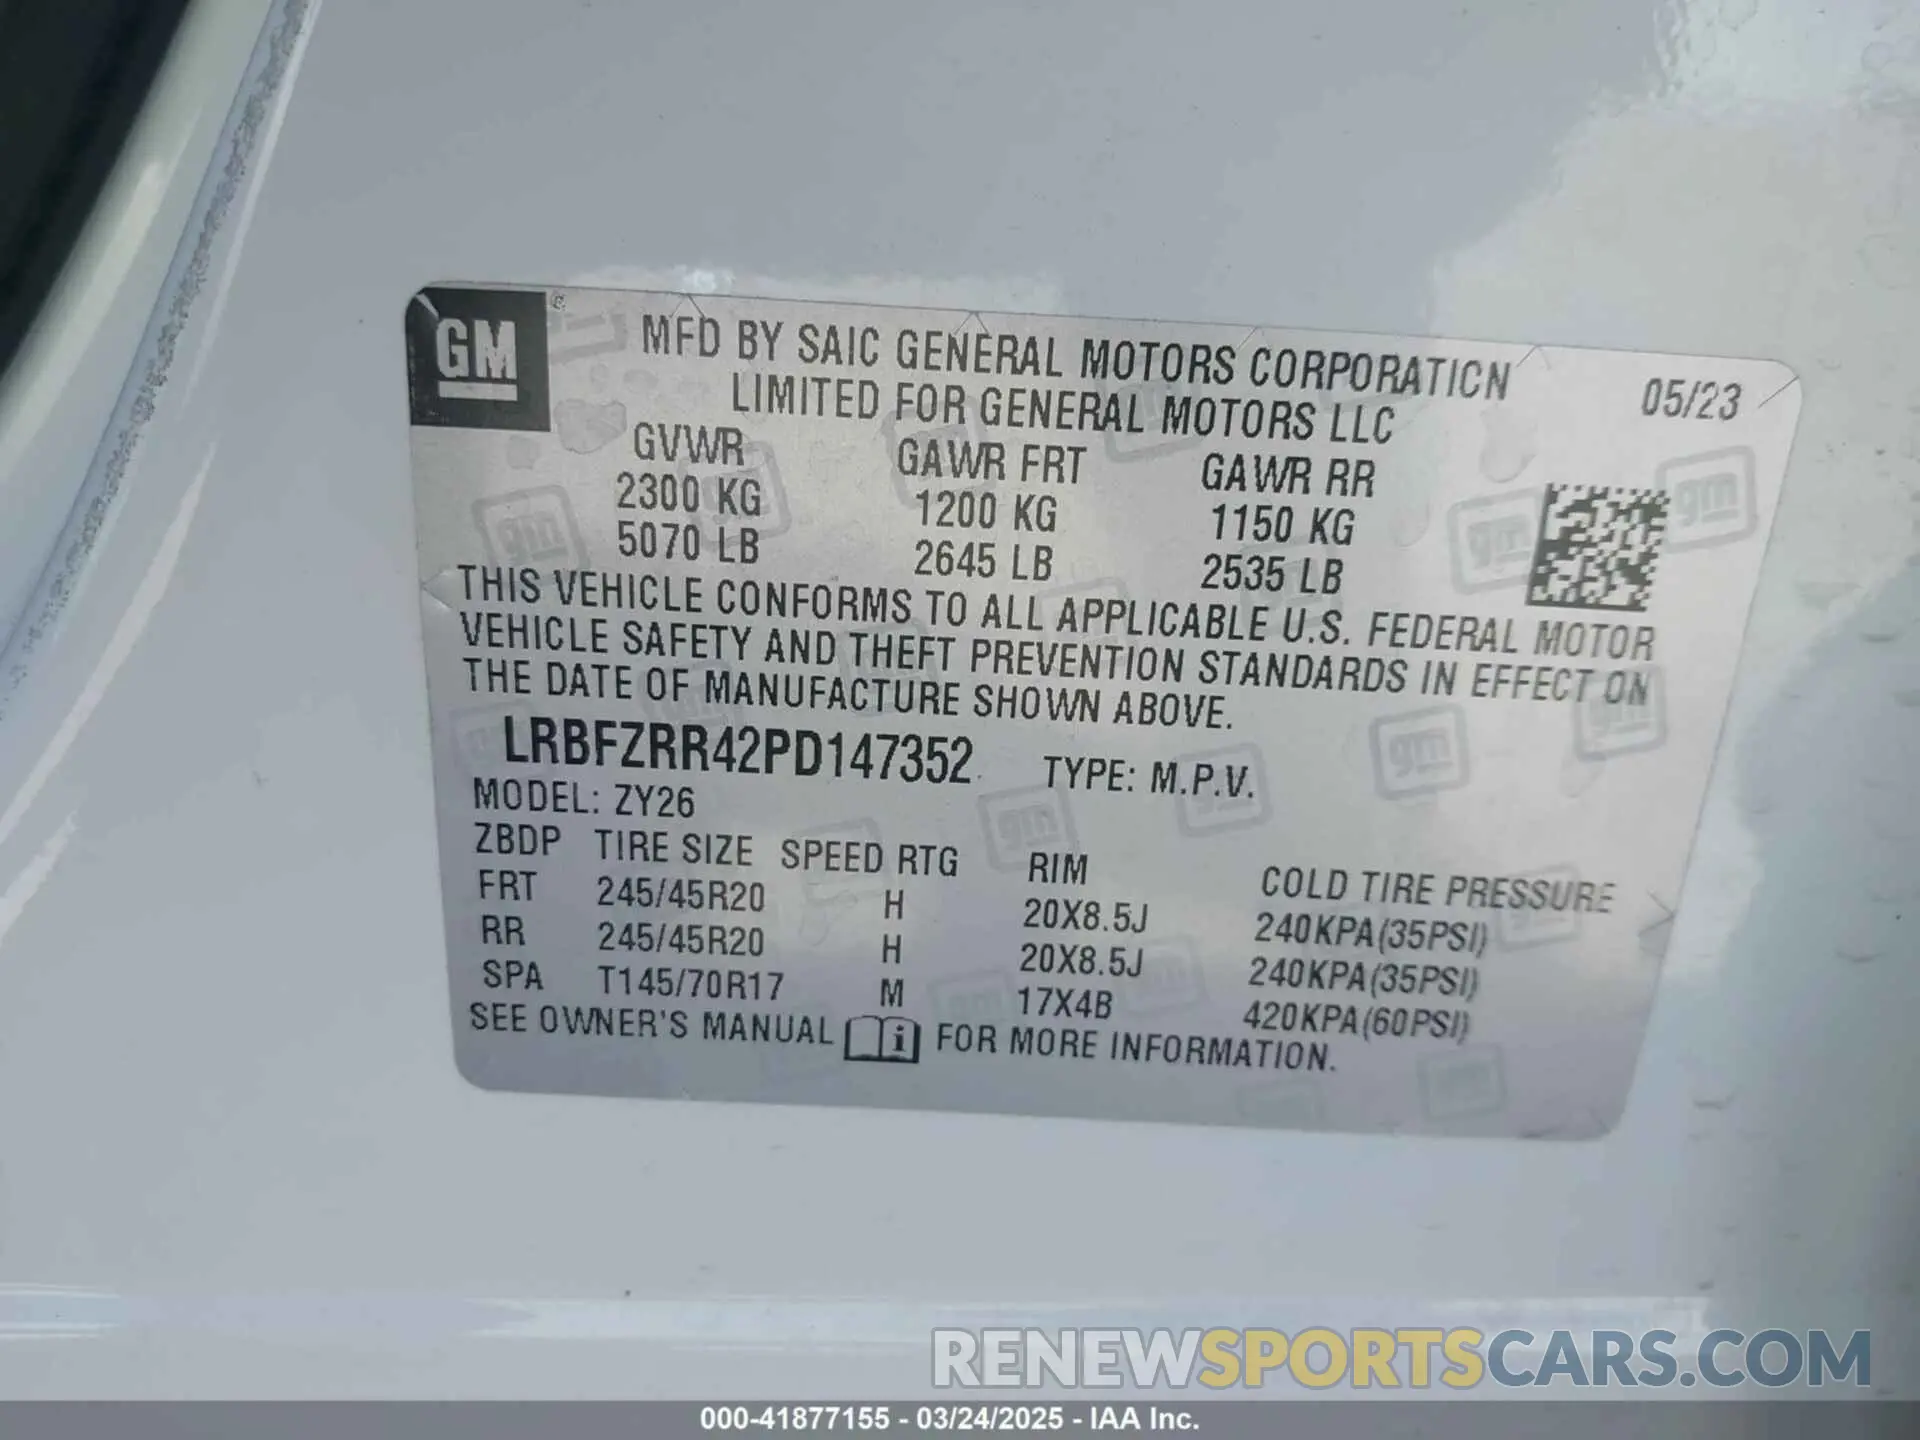 GM
MFD BY SAIC GENERAL MOTORS CORPORATION
LIMITED FOR GENERAL MOTORS LLC
05/23
GVWR GAWR FRT GAWR RR
2300 KG 1200 KG 1150 KG
5070 LB 2645 LB 2535 LB
THIS VEHICLE CONFORMS TO ALL APPLICABLE U.S. FEDERAL MOTOR
VEHICLE SAFETY AND THEFT PREVENTION STANDARDS IN EFFECT ON
THE DATE OF MANUFACTURE SHOWN ABOVE.
LRBFZRR42PD147352 TYPE: M.P.V.
MODEL: ZY26
ZBDP TIRE SIZE SPEED RTG RIM COLD TIRE PRESSURE
FRT 245/45R20 H 20X8.5J 240KPA(35PSI)
RR 245/45R20 H 20X8.5J 240KPA(35PSI)
SPA T145/70R17 M 17X4B 420KPA(60PSI)
SEE OWNER'S MANUAL i FOR MORE INFORMATION.
RENEWSPORTSCARS.COM
000-41877155 - 03/24/2025 - IAA Inc.